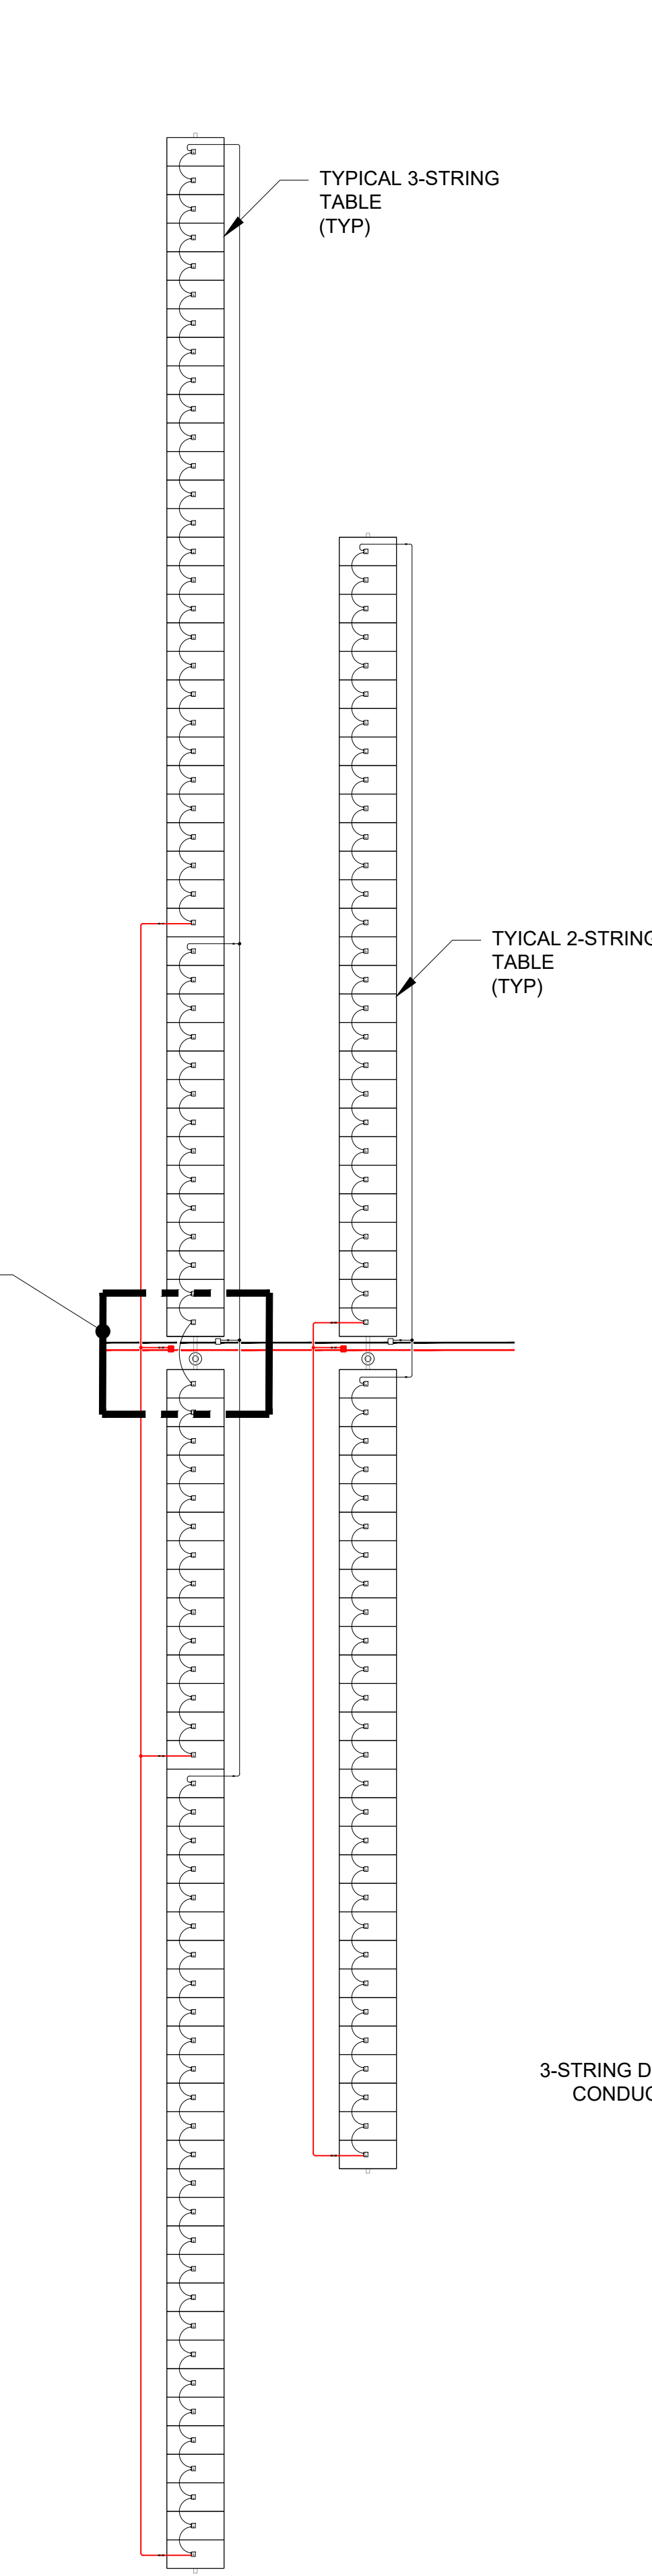 TYPICAL 3-STRING
TABLE
(TYP)
TYICAL 2-STRING
TABLE
(TYP)
3-STRING D
CONDUC